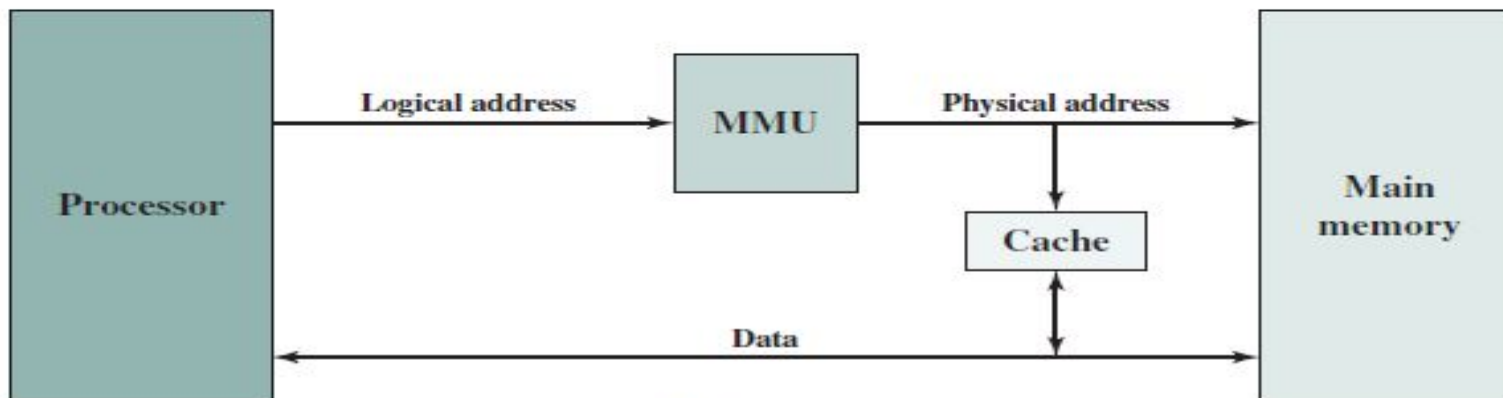 Logical address
MMU
Physical address
Processor
Cache
Main
memory
Data